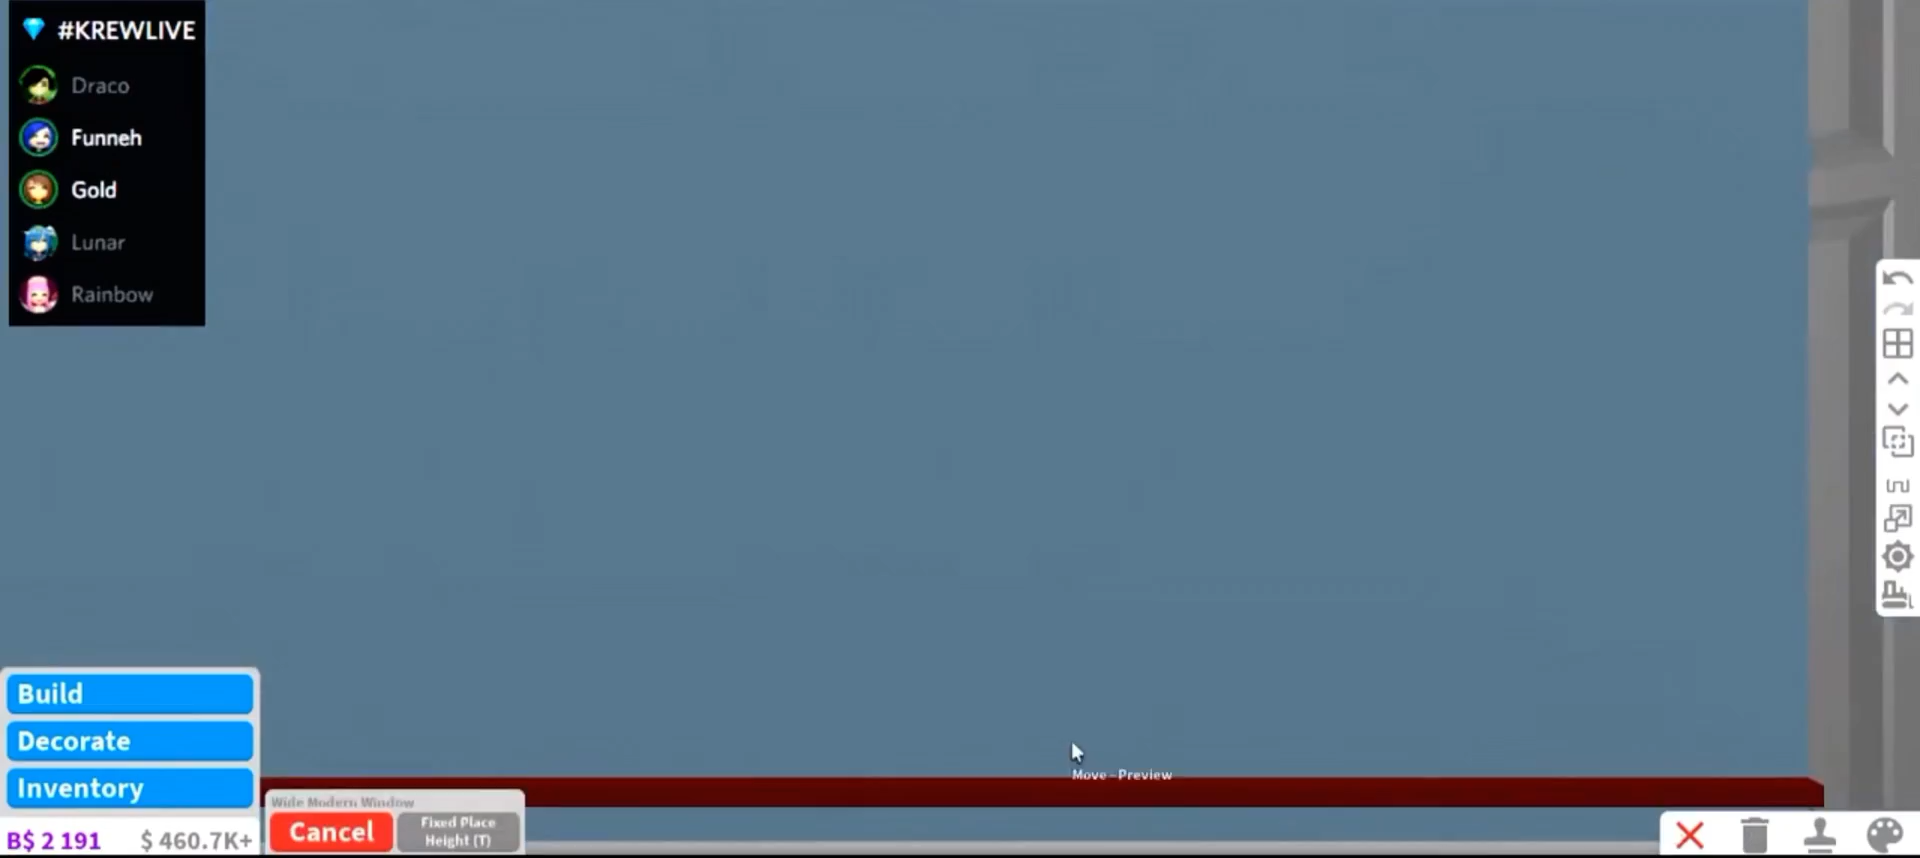 #KREWLIVE
Draco
Funneh
Gold
Lunar
Rainbow
Move - Preview
Build
Decorate
Inventory
B$ 2 191 $ 460.7K+
Wide Modern Window
Cancel
Fixed Place
Height (T)